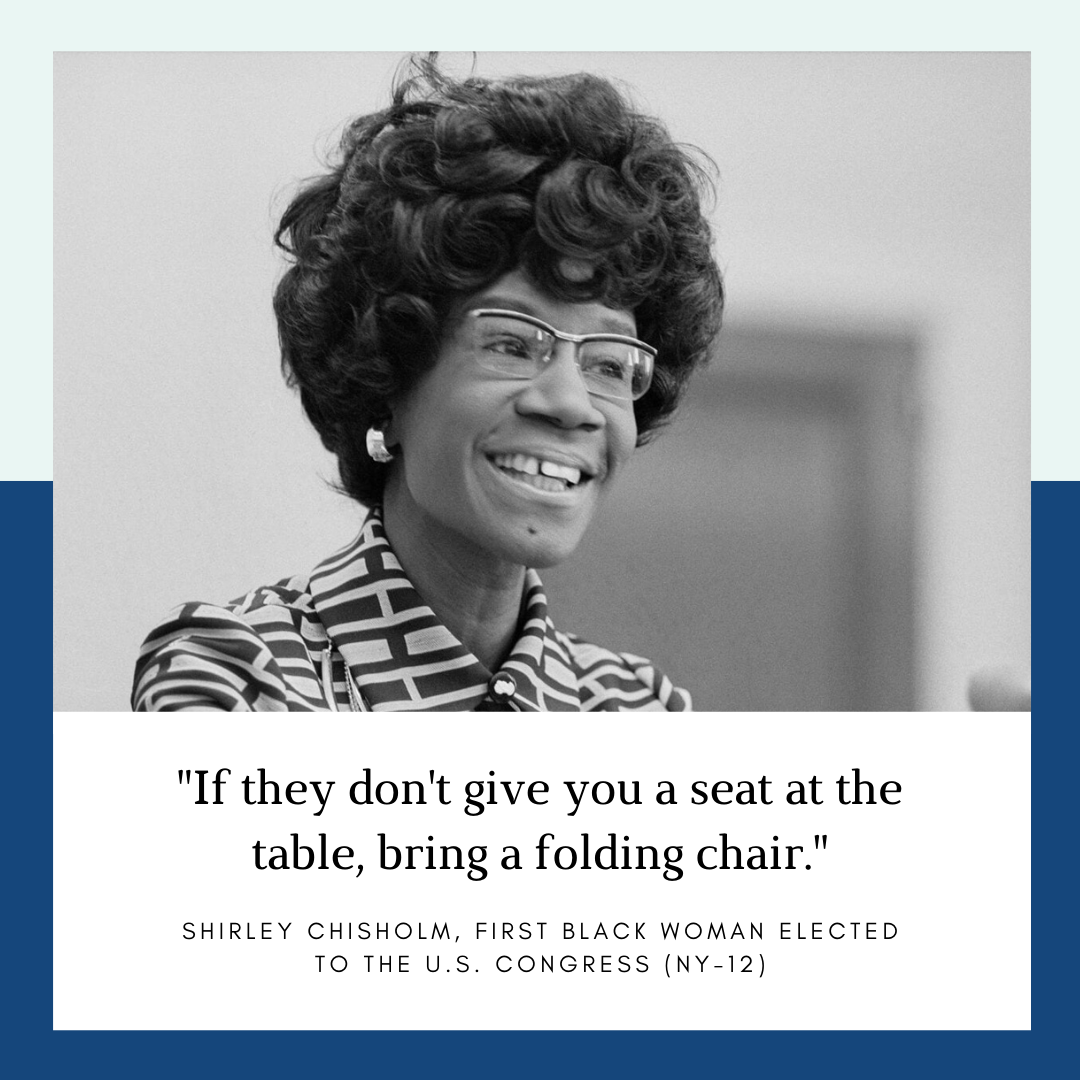 "If they don't give you a seat at the
table, bring a folding chair."
SHIRLEY CHISHOLM, FIRST BLACK WOMAN ELECTED
TO THE U.S. CONGRESS (NY-12)